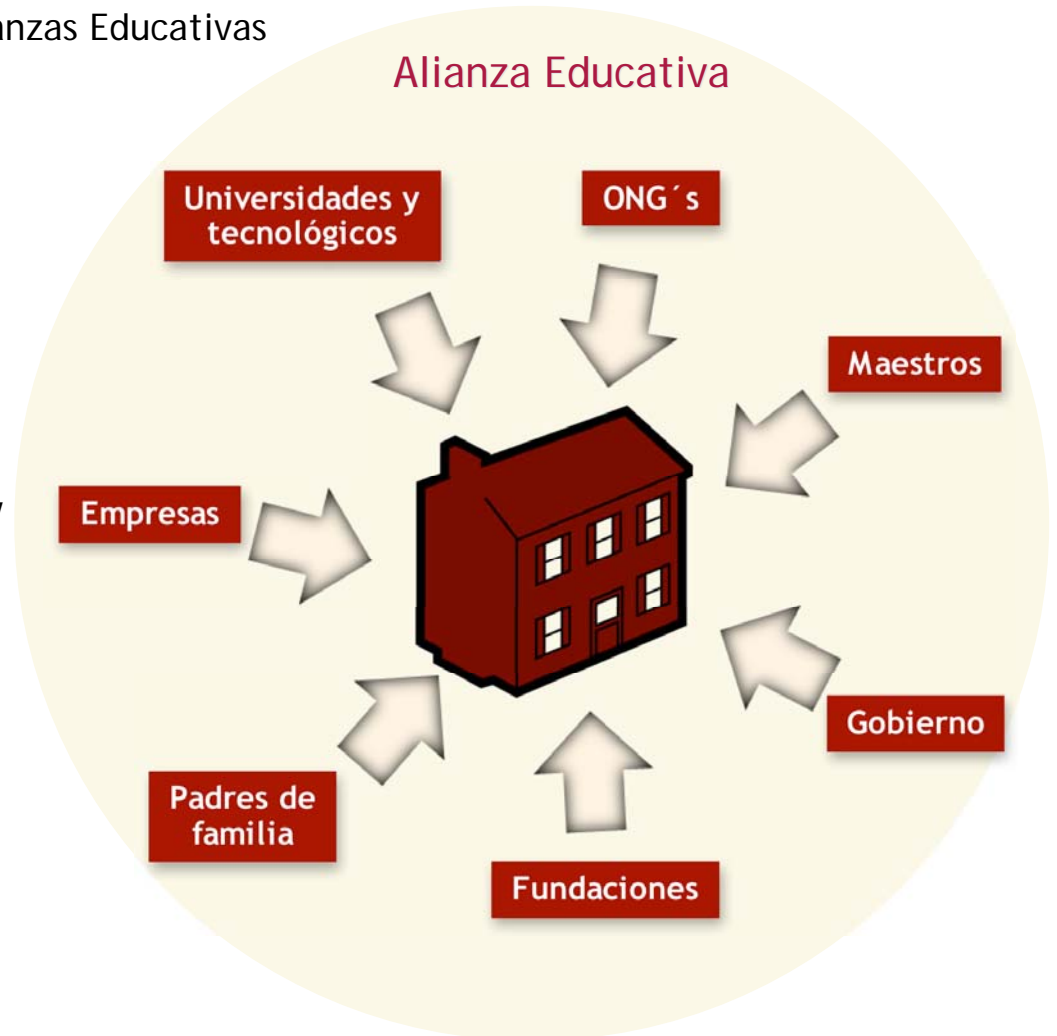 anzas Educativas
Alianza Educativa
Universidades y
tecnológicos
ONG´s
Maestros
Empresas
Gobierno
Padres de
familia
Fundaciones